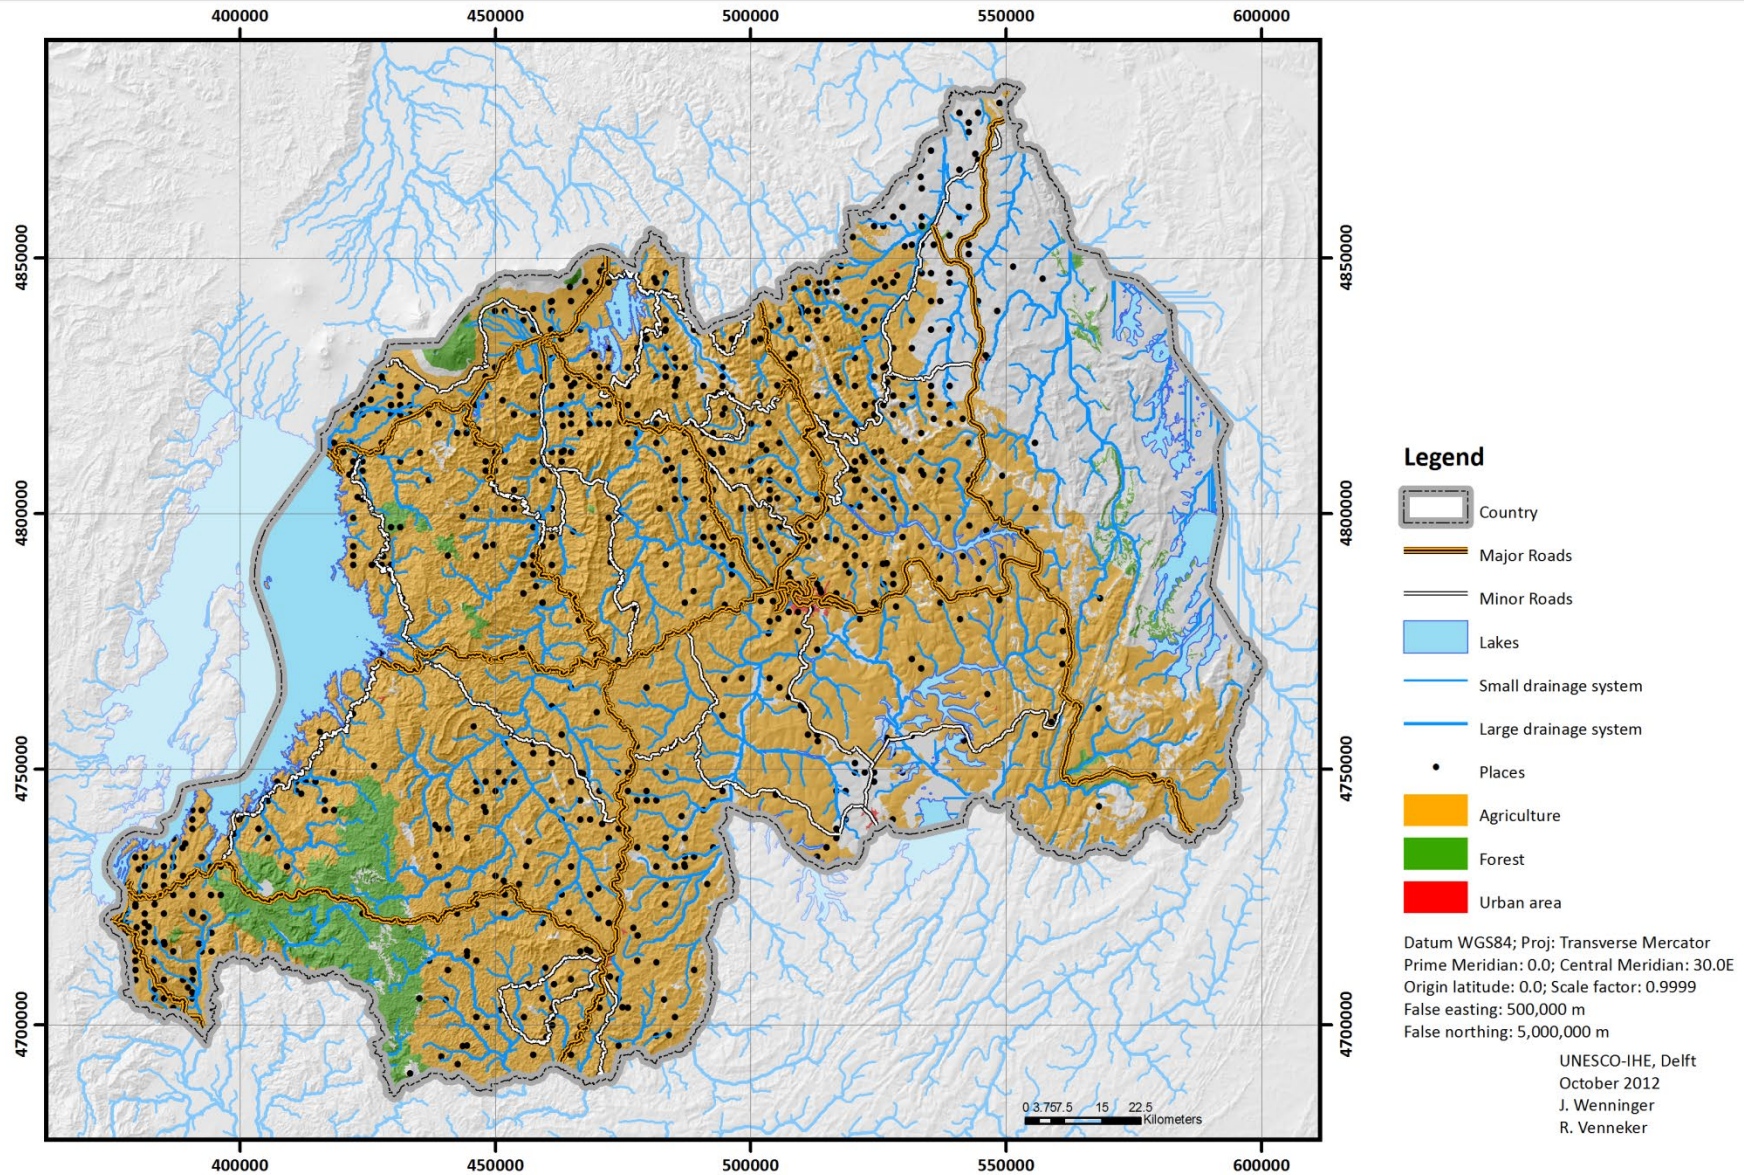 400000 450000 500000 550000 600000
4850000
4850000
4800000
4800000
4750000
4750000
4700000
4700000
Legend
Country
Major Roads
Minor Roads
Lakes
Small drainage system
Large drainage system
Places
Agriculture
Forest
Urban area
Datum WGS84; Proj: Transverse Mercator
Prime Meridian: 0.0; Central Meridian: 30.0E
Origin latitude: 0.0; Scale factor: 0.9999
False easting: 500,000 m
False northing: 5,000,000 m
UNESCO-IHE, Delft
October 2012
J. Wenninger
R. Venneker
0 3.75 7.5 15 22.5
Kilometers
400000 450000 500000 550000 600000